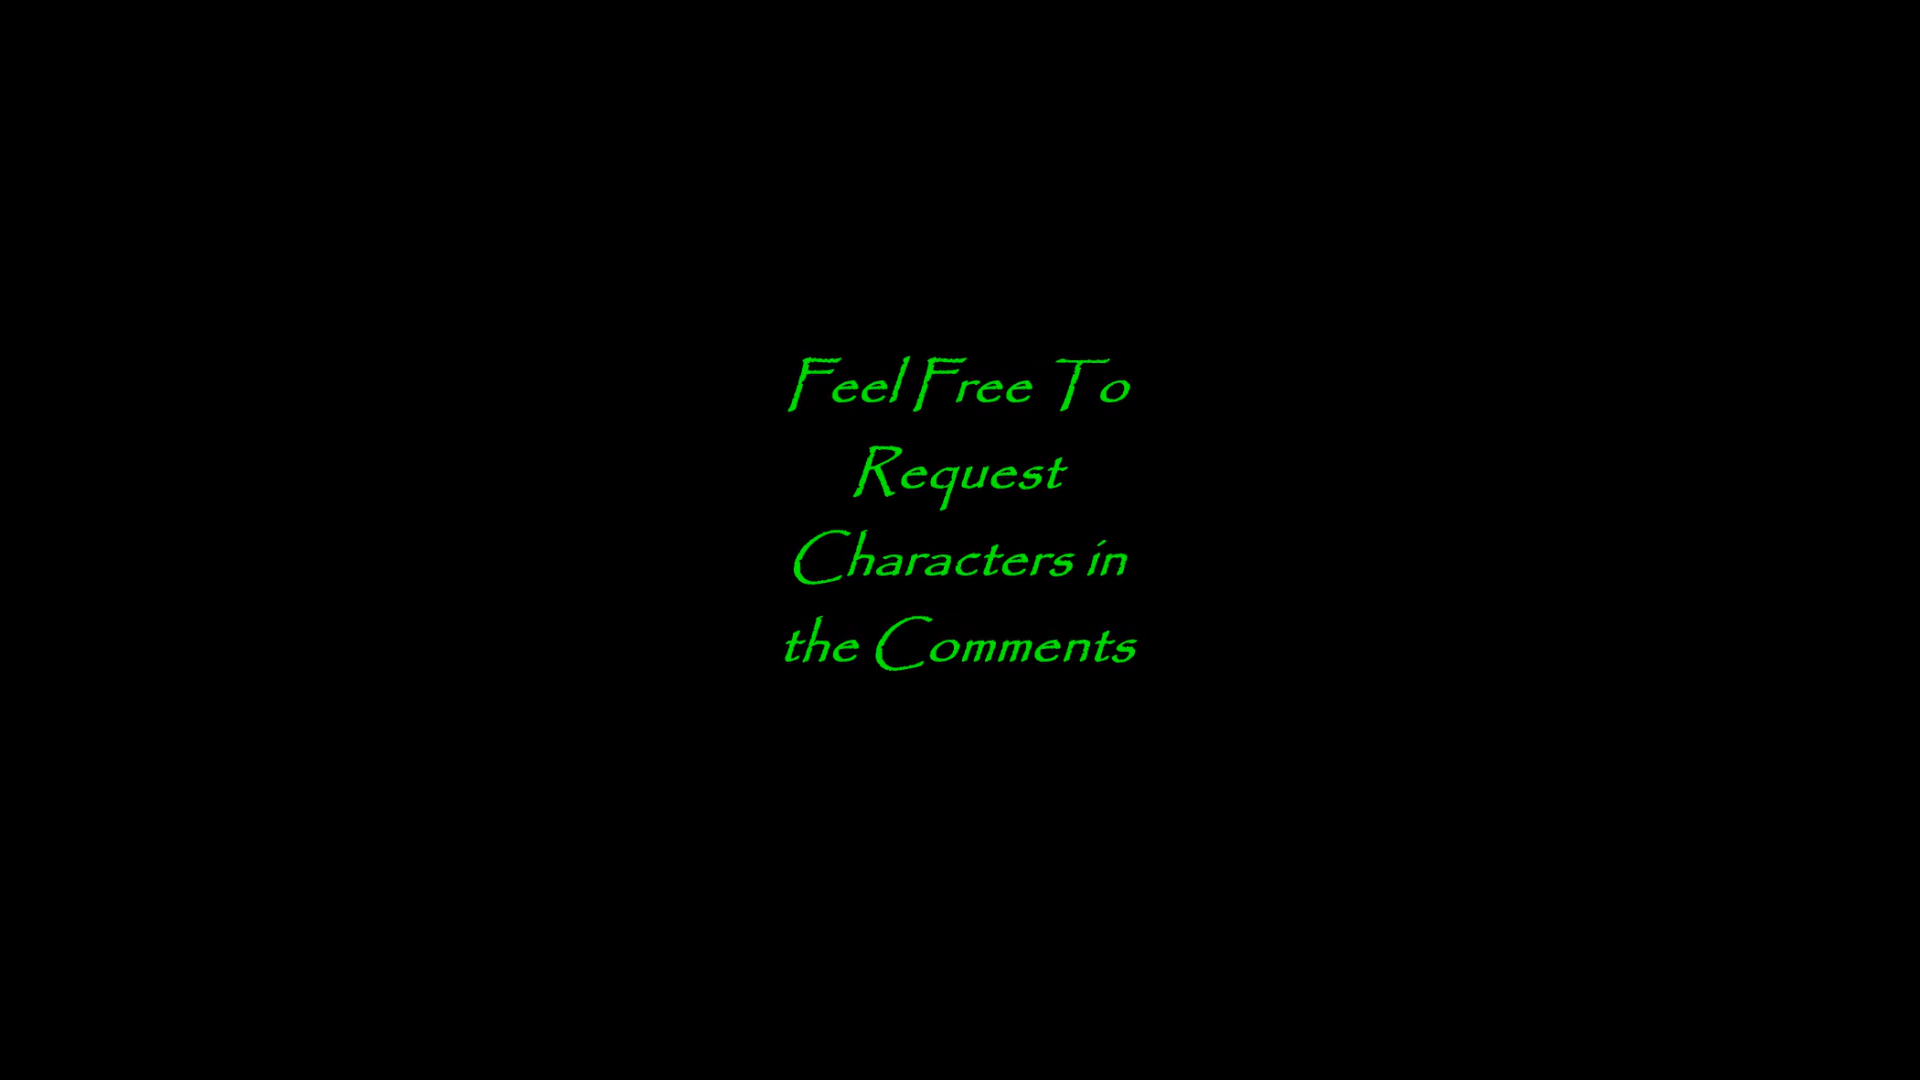 Feel Free To
Request
Characters in
the Comments